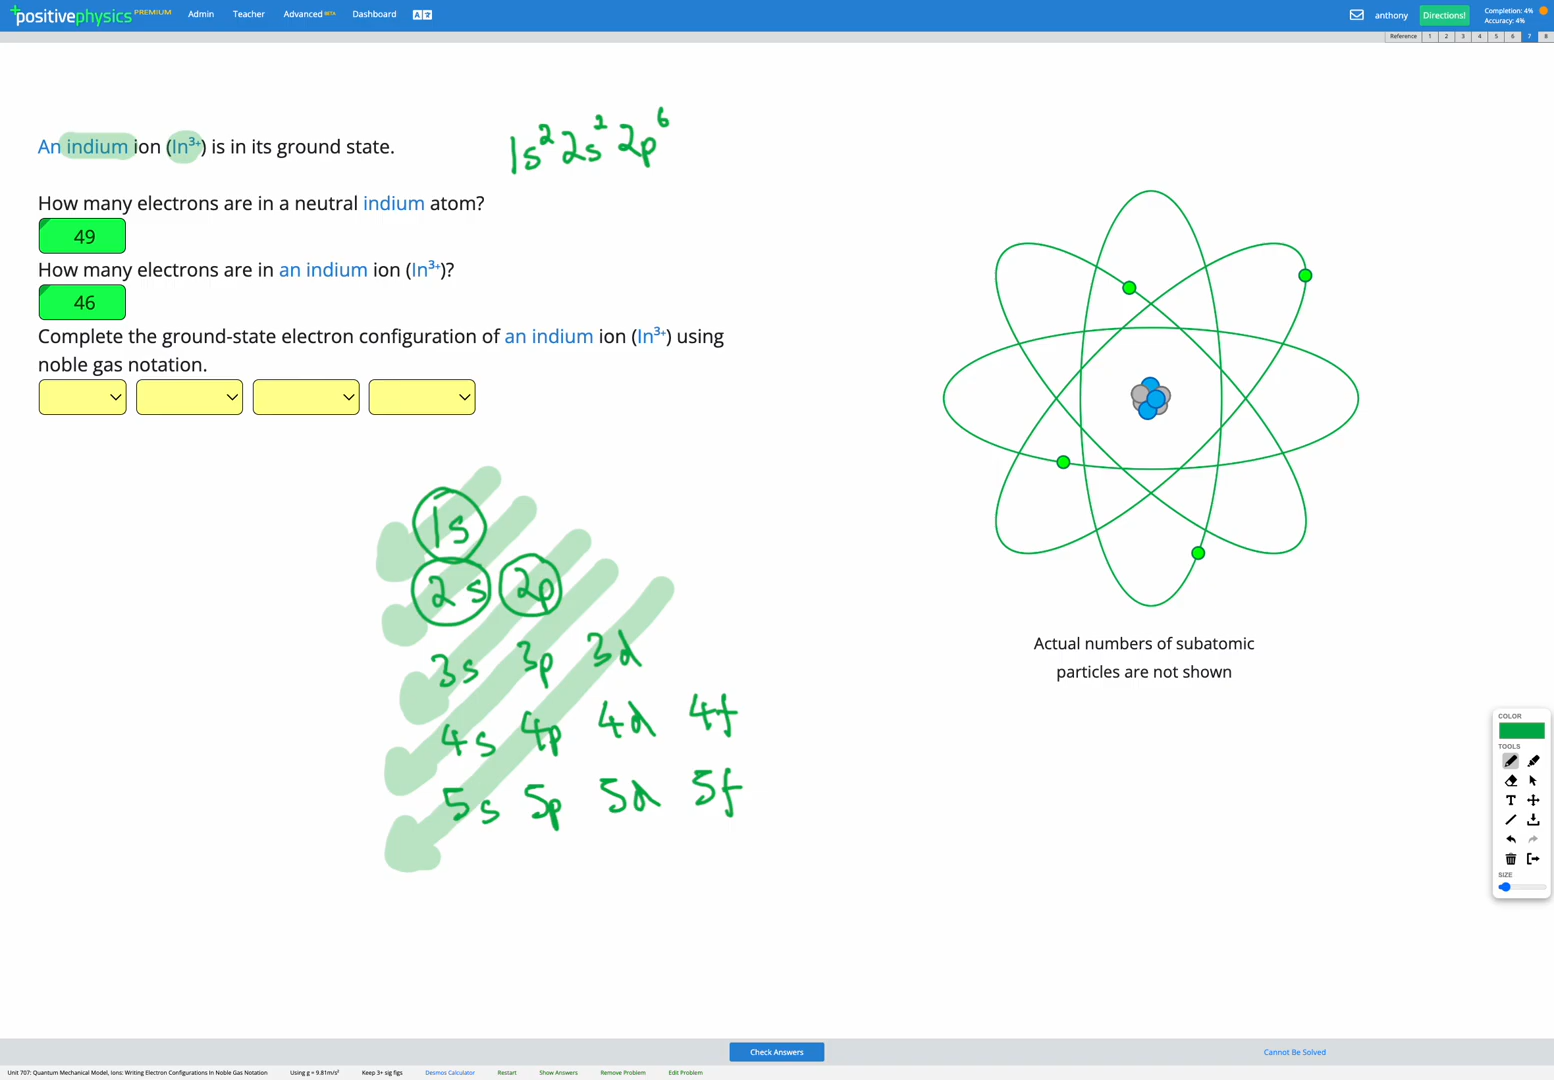 positivephysics PREMIUM Admin Teacher Advanced BETA Dashboard A anthony Directions! Completion: 4%
Accuracy: 4%
Reference 1 2 3 4 5 6 7 8
An indium ion (In³⁺) is in its ground state.
1s² 2s² 2p⁶
How many electrons are in a neutral indium atom?
49
How many electrons are in an indium ion (In³⁺)?
46
Complete the ground-state electron configuration of an indium ion (In³⁺) using
noble gas notation.
1s
2s 2p
3s 3p 3d
4s 4p 4d 4f
5s 5p 5d 5f
Actual numbers of subatomic
particles are not shown
COLOR
TOOLS
T
SIZE
Check Answers Cannot Be Solved
Unit 707: Quantum Mechanical Model, Ions: Writing Electron Configurations In Noble Gas Notation Using g = 9.81m/s² Keep 3+ sig figs Desmos Calculator Restart Show Answers Remove Problem Edit Problem